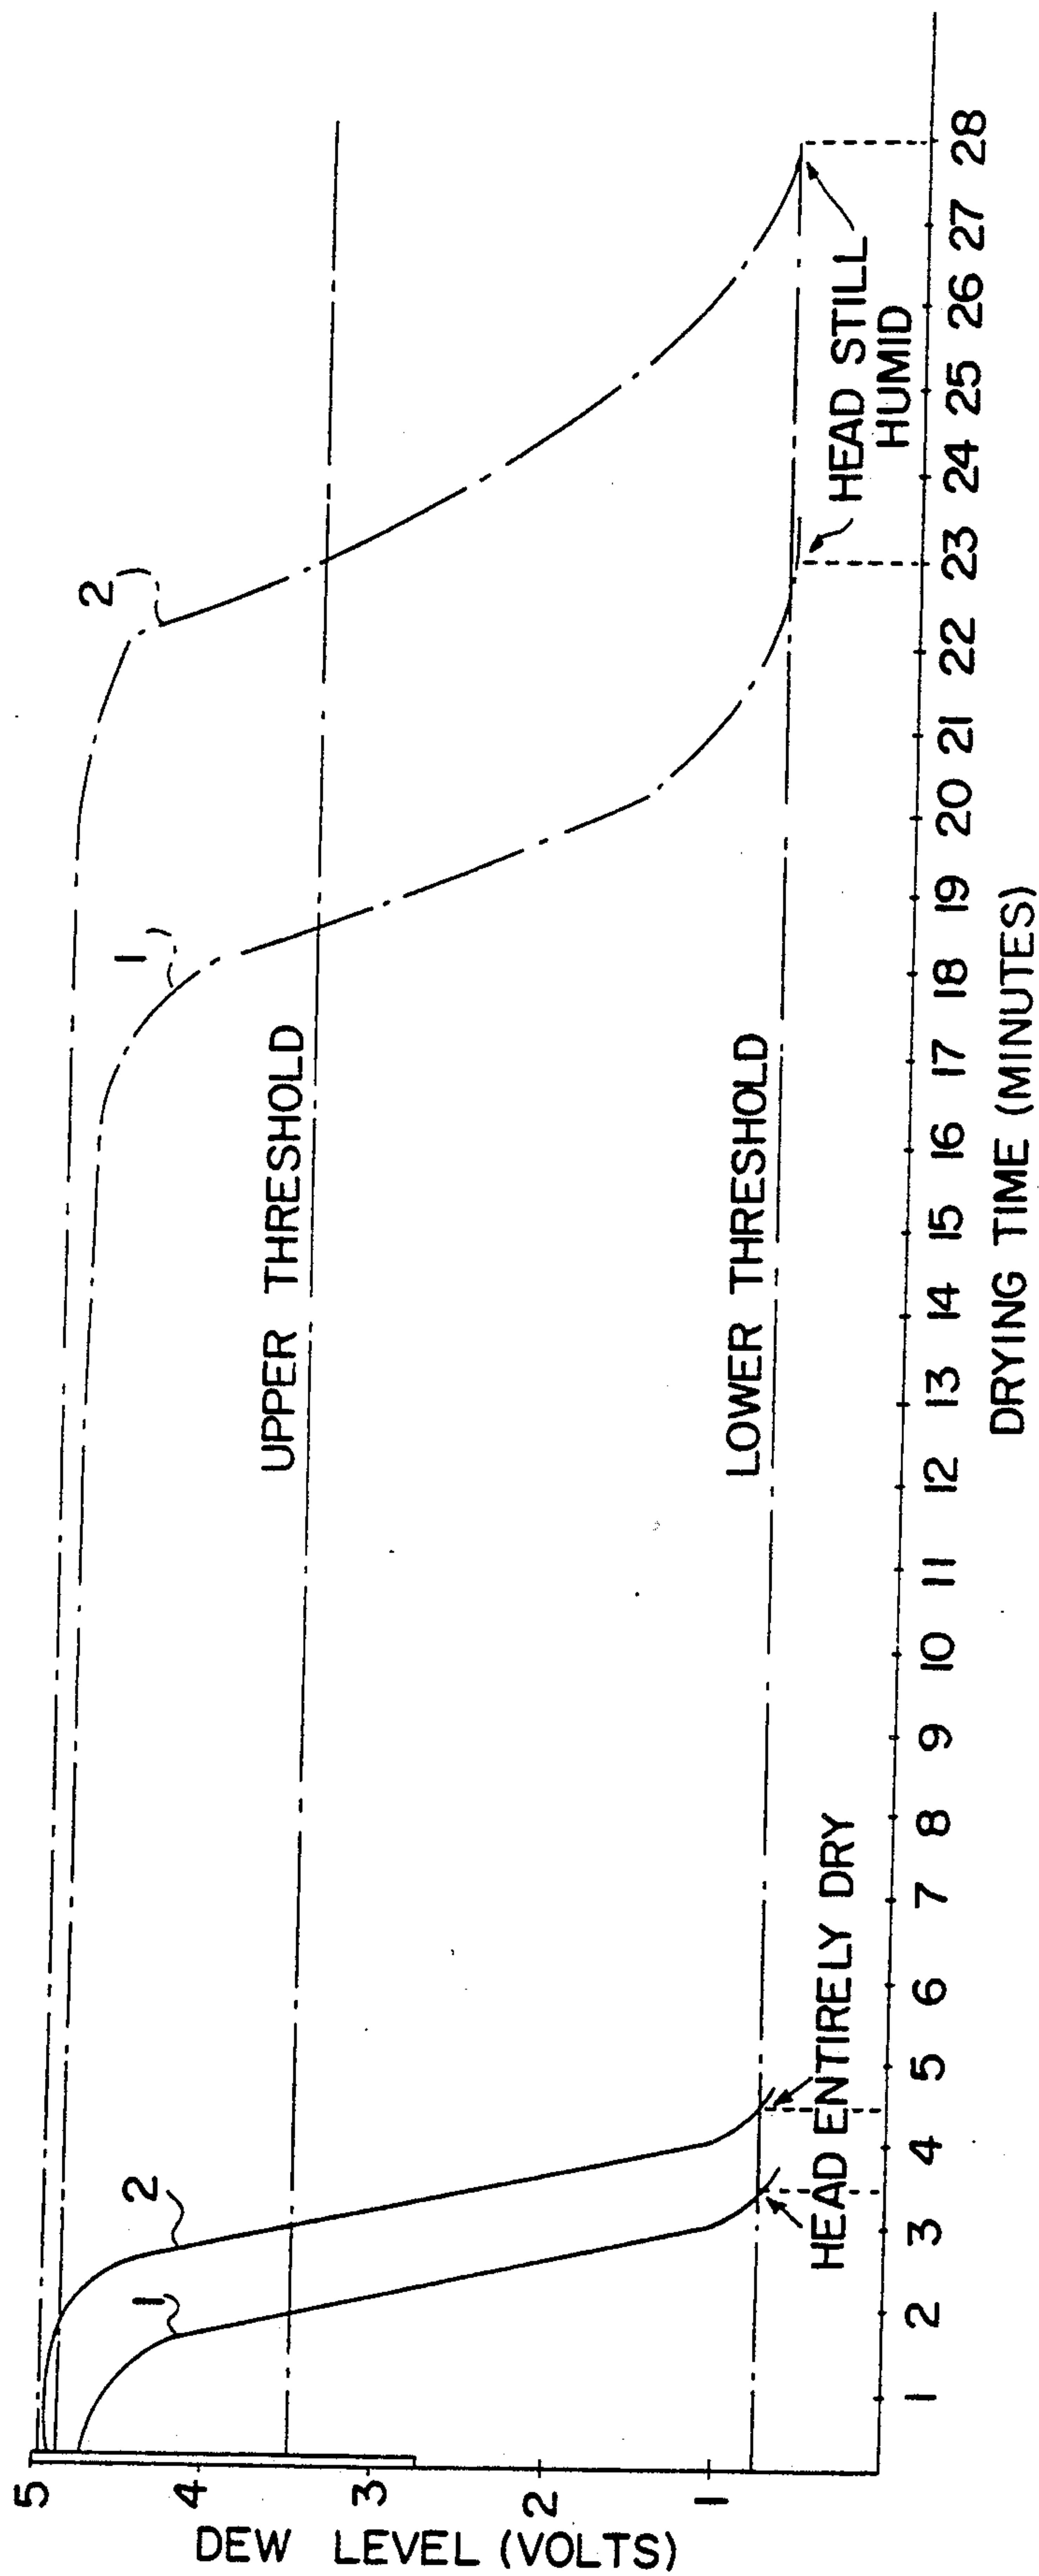 5
4
3
2
1
DEW LEVEL (VOLTS)
1
2
1
2
UPPER THRESHOLD
LOWER THRESHOLD
HEAD ENTIRELY DRY
HEAD STILL
HUMID
1 2 3 4 5 6 7 8 9 10 11 12 13 14 15 16 17 18 19 20 21 22 23 24 25 26 27 28
DRYING TIME (MINUTES)